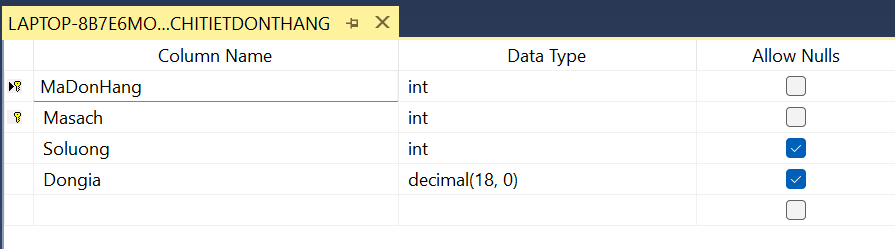 LAPTOP-8B7E6MO...CHITIETDONTHANG
Column Name Data Type Allow Nulls
MaDonHang int
Masach int
Soluong int
Dongia decimal(18, 0)